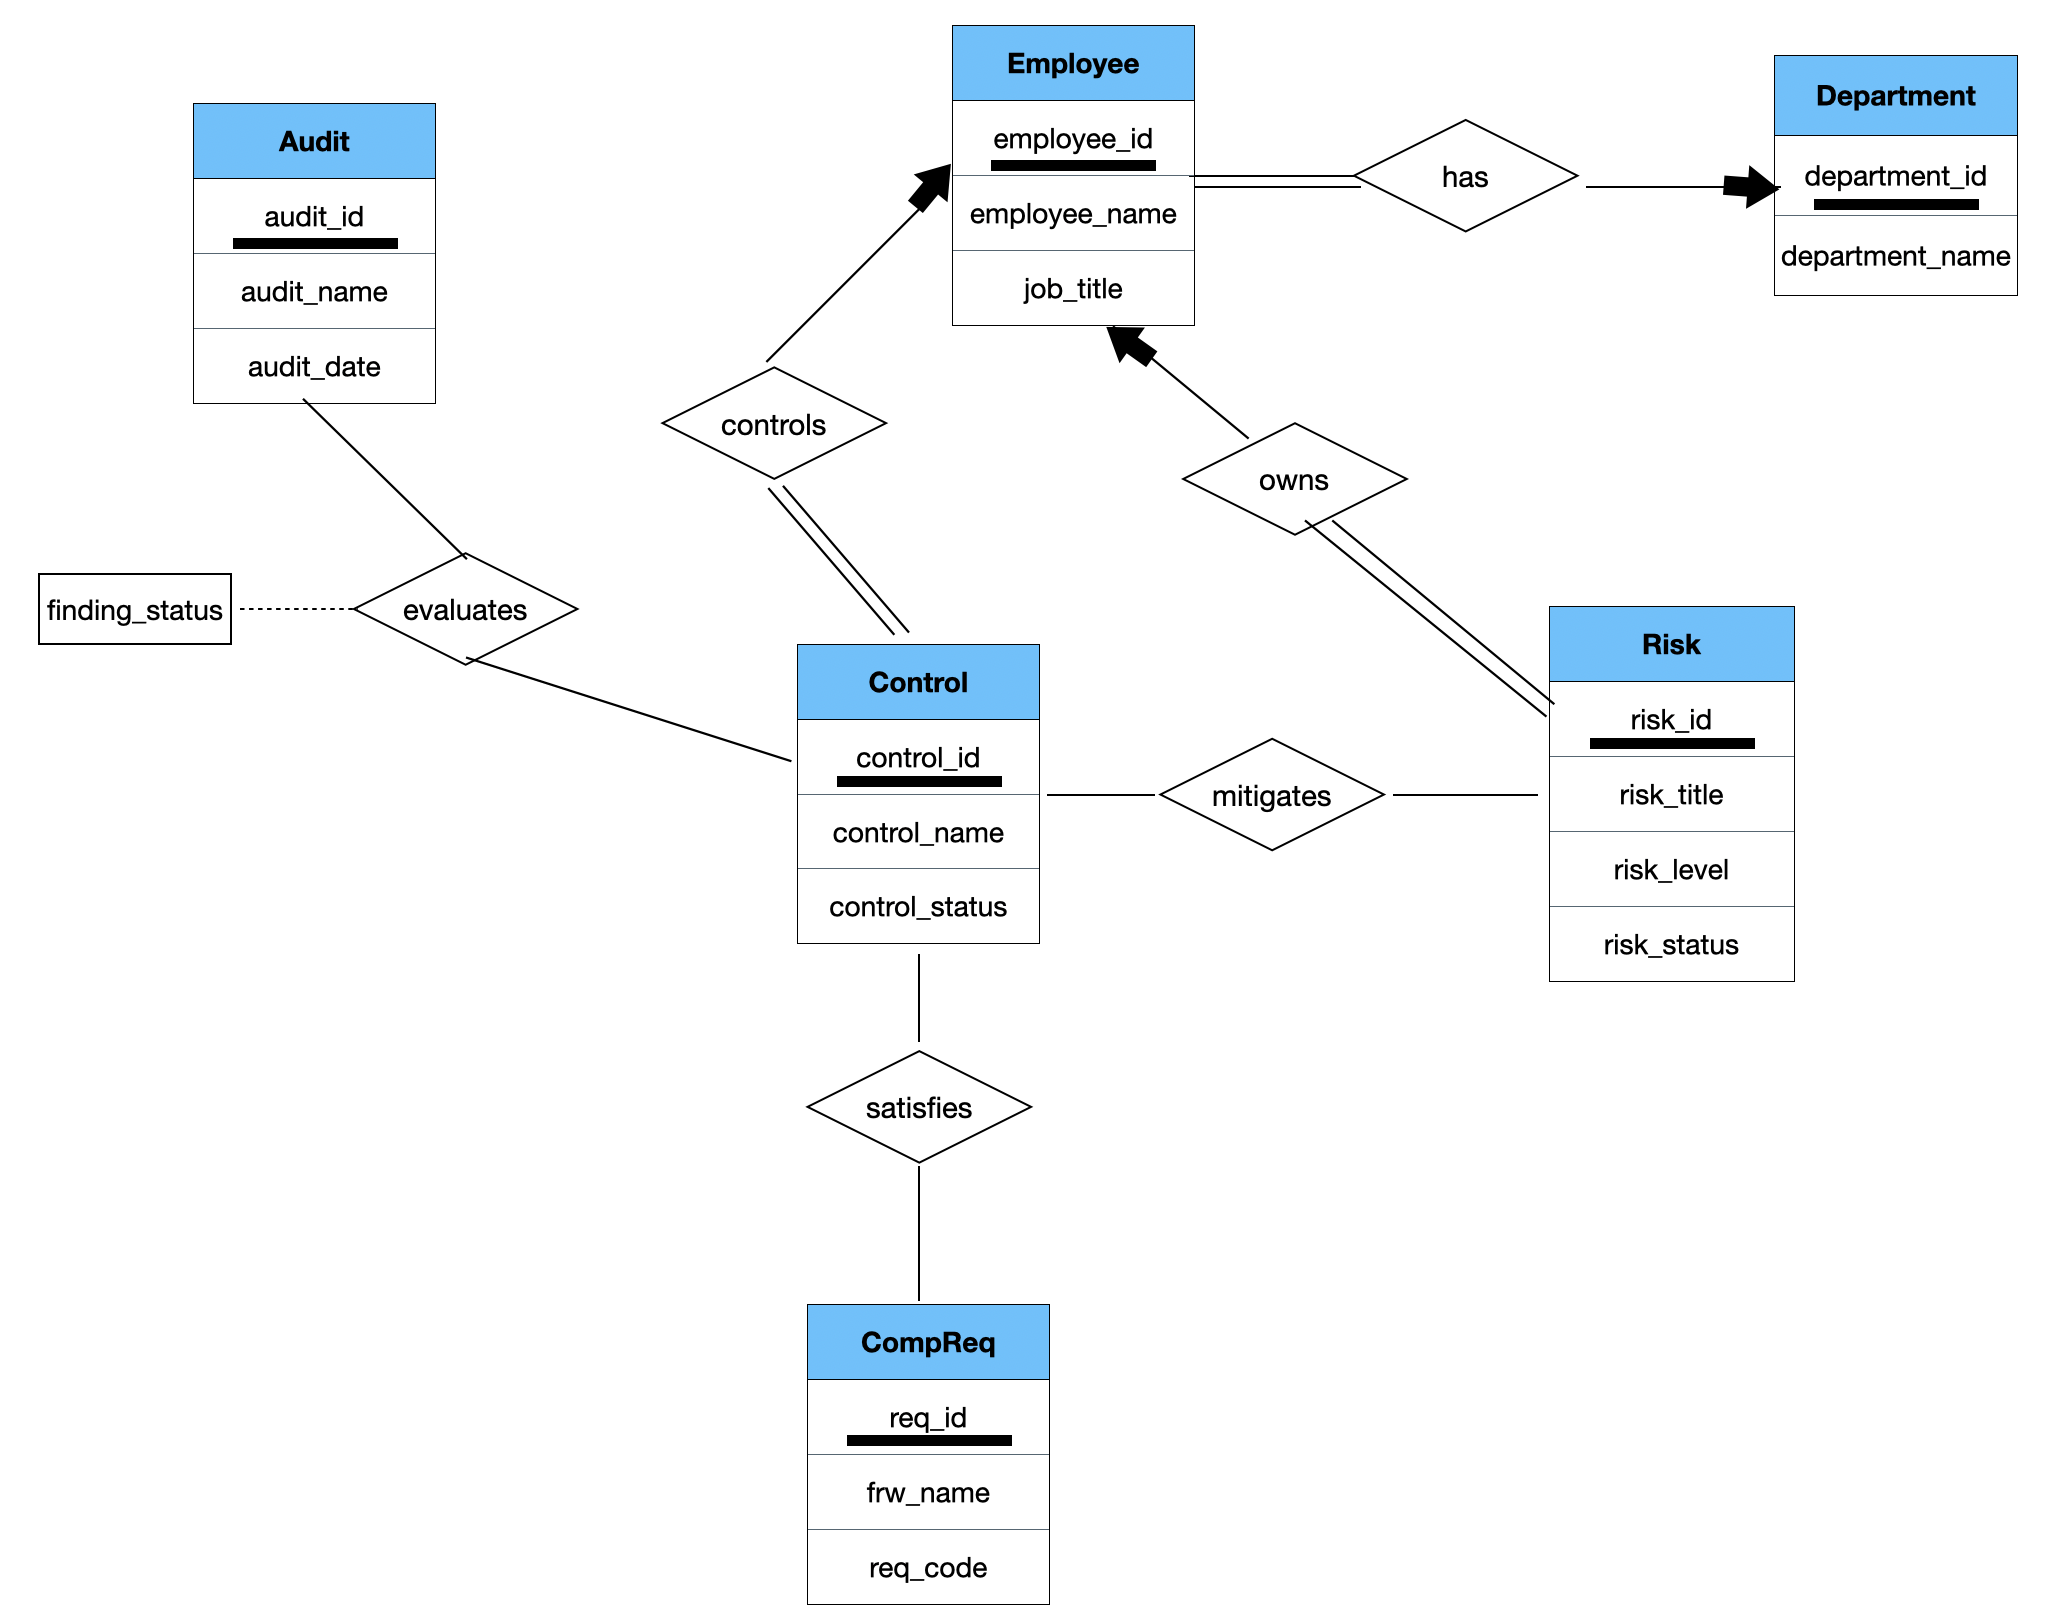 Employee
employee_id
employee_name
job_title
Department
department_id
department_name
has
Audit
audit_id
audit_name
audit_date
controls
owns
finding_status
evaluates
Control
control_id
control_name
control_status
mitigates
Risk
risk_id
risk_title
risk_level
risk_status
satisfies
CompReq
req_id
frw_name
req_code